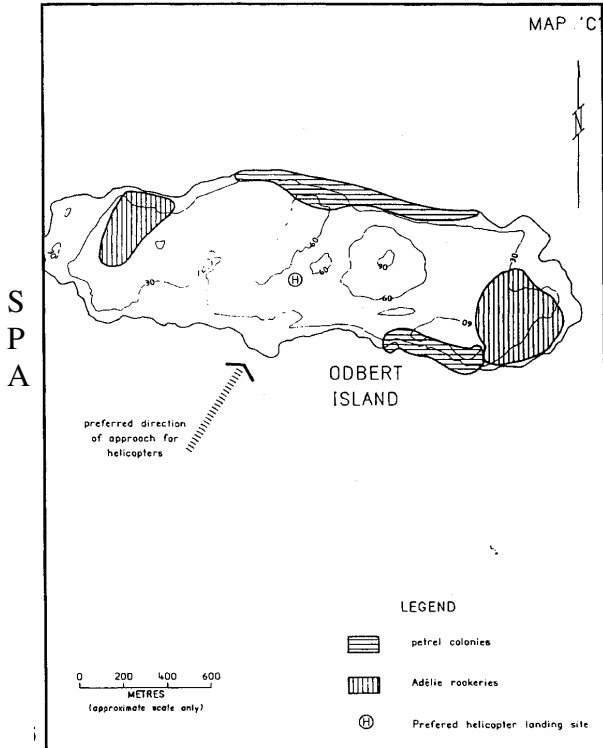 MAP 'C'
N
60
30
90
60
30
60
60
H
S
P
A
ODBERT
ISLAND
preferred direction
of approach for
helicopters
LEGEND
petrel colonies
Adélie rookeries
H Prefered helicopter landing site
0 200 400 600
METRES
(approximate scale only)